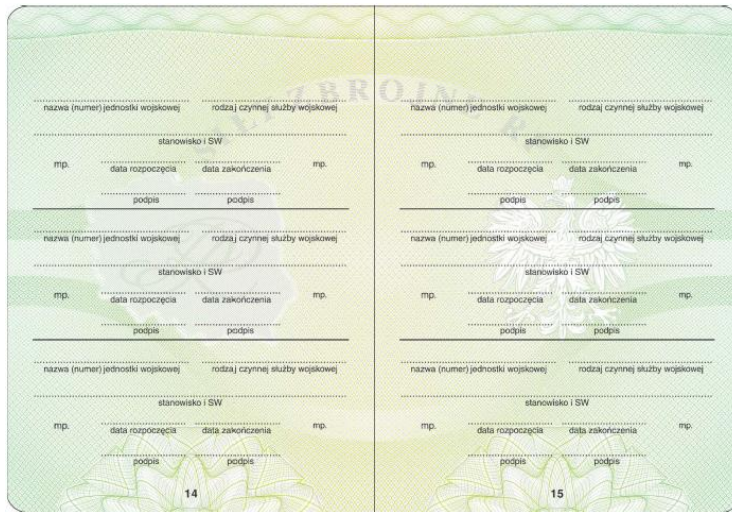 SIŁY ZBROJNE RP
nazwa (numer) jednostki wojskowej rodzaj czynnej służby wojskowej
stanowisko i SW
mp. data rozpoczęcia data zakończenia mp.
podpis podpis
nazwa (numer) jednostki wojskowej rodzaj czynnej służby wojskowej
stanowisko i SW
mp. data rozpoczęcia data zakończenia mp.
podpis podpis
nazwa (numer) jednostki wojskowej rodzaj czynnej służby wojskowej
stanowisko i SW
mp. data rozpoczęcia data zakończenia mp.
podpis podpis
14
nazwa (numer) jednostki wojskowej rodzaj czynnej służby wojskowej
stanowisko i SW
mp. data rozpoczęcia data zakończenia mp.
podpis podpis
nazwa (numer) jednostki wojskowej rodzaj czynnej służby wojskowej
stanowisko i SW
mp. data rozpoczęcia data zakończenia mp.
podpis podpis
nazwa (numer) jednostki wojskowej rodzaj czynnej służby wojskowej
stanowisko i SW
mp. data rozpoczęcia data zakończenia mp.
podpis podpis
15